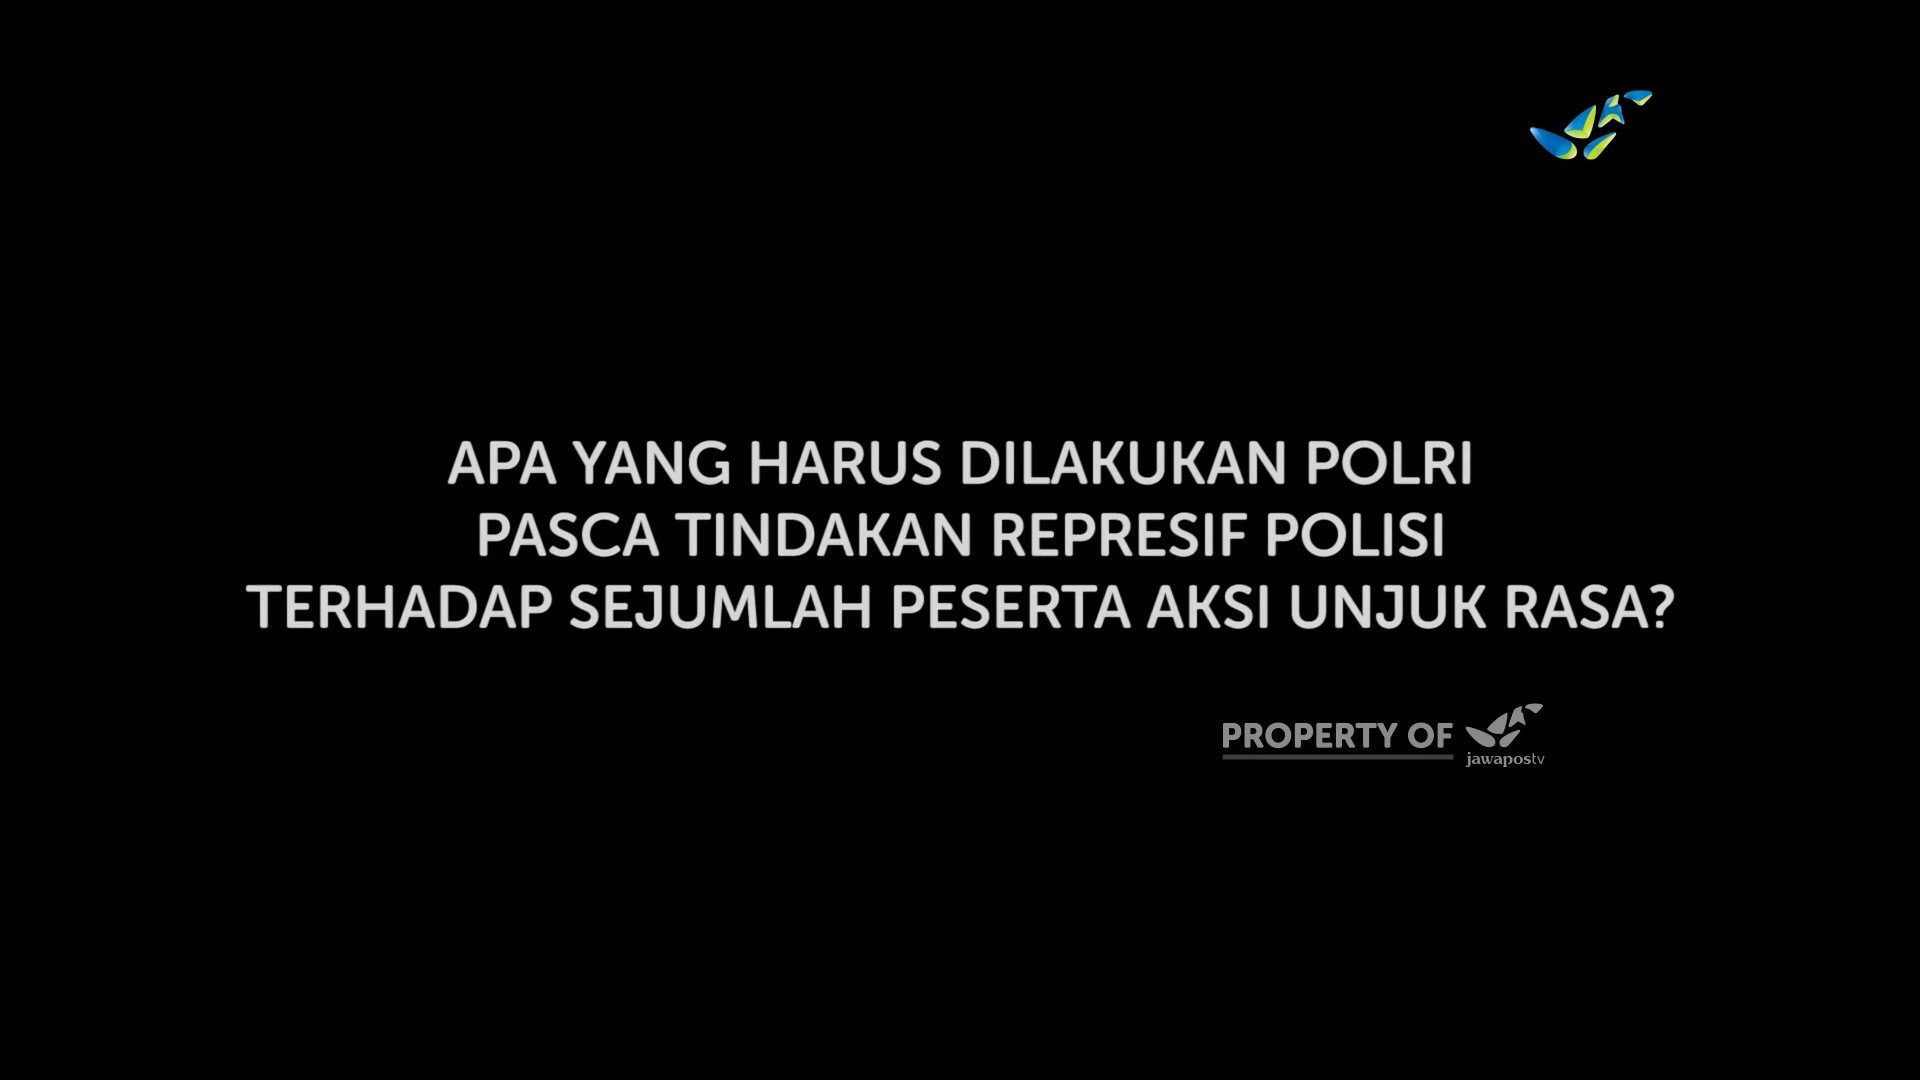 APA YANG HARUS DILAKUKAN POLRI
PASCA TINDAKAN REPRESIF POLISI
TERHADAP SEJUMLAH PESERTA AKSI UNJUK RASA?
PROPERTY OF
jawapostv